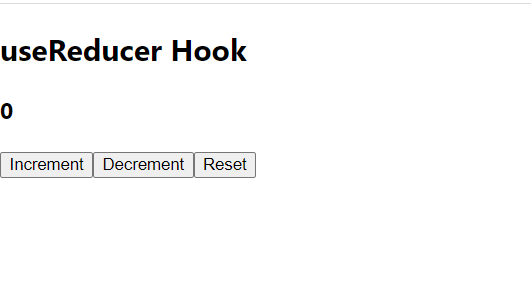 useReducer Hook
0
Increment Decrement Reset